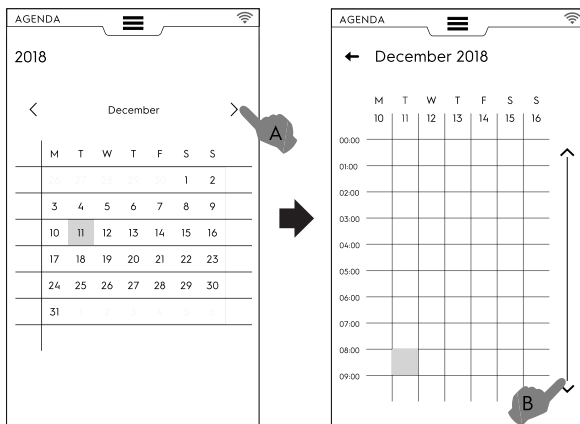 AGENDA
2018
December
A
M T W T F S S
26 27 28 29 30 1 2
3 4 5 6 7 8 9
10 11 12 13 14 15 16
17 18 19 20 21 22 23
24 25 26 27 28 29 30
31 1 2 3 4 5 6
AGENDA
December 2018
M T W T F S S
10 11 12 13 14 15 16
00:00
01:00
02:00
03:00
04:00
05:00
06:00
07:00
08:00
09:00
B